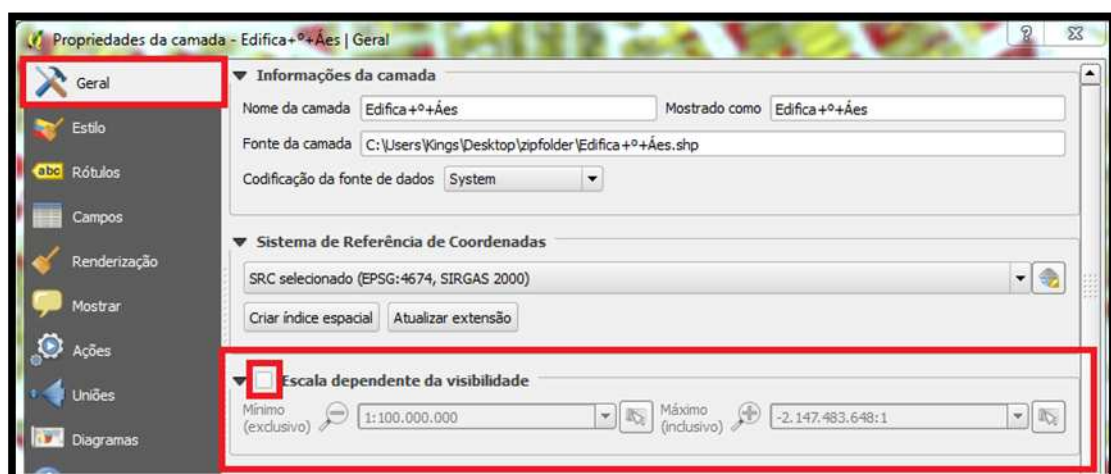 Propriedades da camada - Edifica+º+Áes | Geral
Geral
Estilo
abc Rótulos
Campos
Renderização
Mostrar
Ações
Uniões
Diagramas
Informações da camada
Nome da camada Edifica+º+Áes Mostrado como Edifica+º+Áes
Fonte da camada C:\Users\Kings\Desktop\zipfolder\Edifica+º+Áes.shp
Codificação da fonte de dados System
Sistema de Referência de Coordenadas
SRC selecionado (EPSG:4674, SIRGAS 2000)
Criar índice espacial Atualizar extensão
Escala dependente da visibilidade
Mínimo (exclusivo) 1:100.000.000 Máximo (inclusivo) -2.147.483.648:1